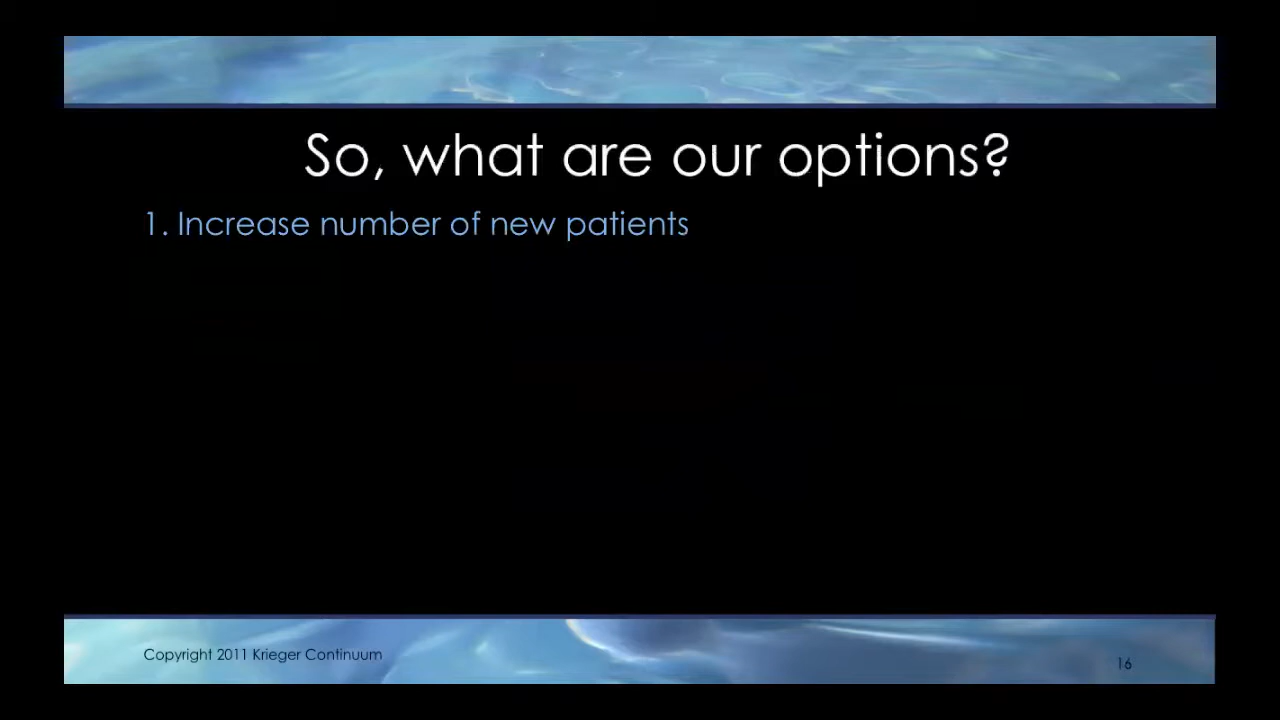 So, what are our options?
1. Increase number of new patients
Copyright 2011 Krieger Continuum
16